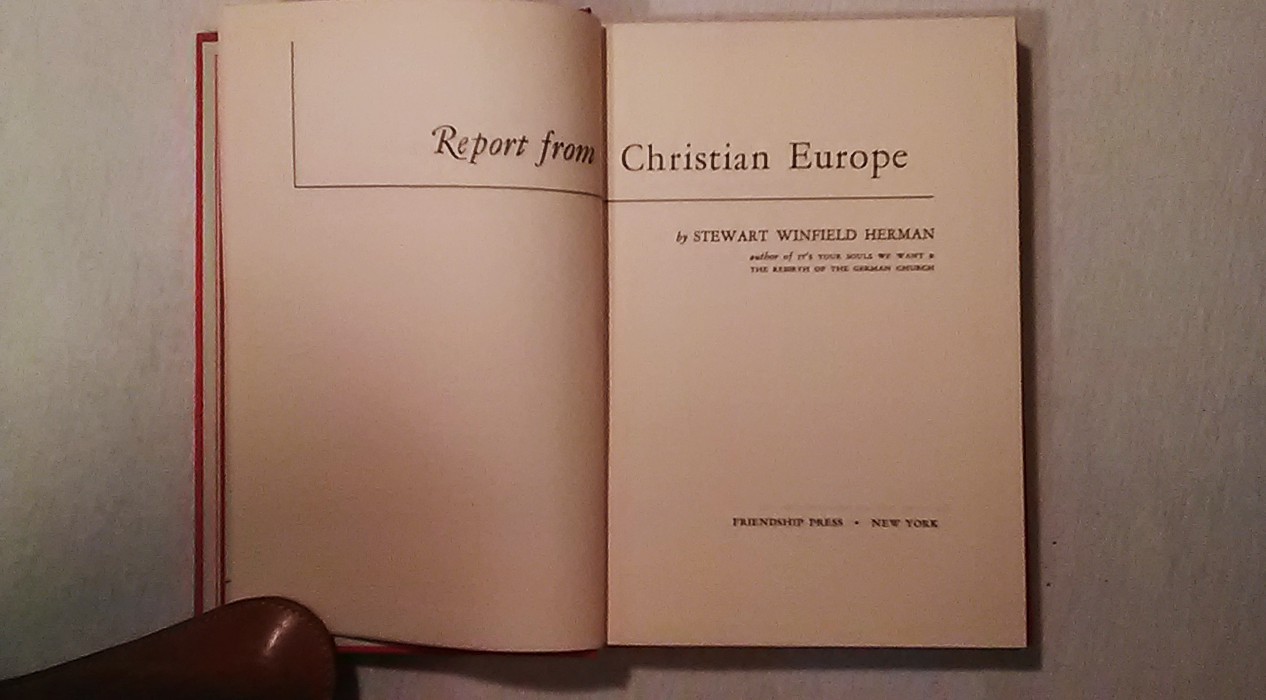 Report from Christian Europe
by STEWART WINFIELD HERMAN
author of IT'S YOUR SOULS WE WANT &
THE REBIRTH OF THE GERMAN CHURCH
FRIENDSHIP PRESS • NEW YORK